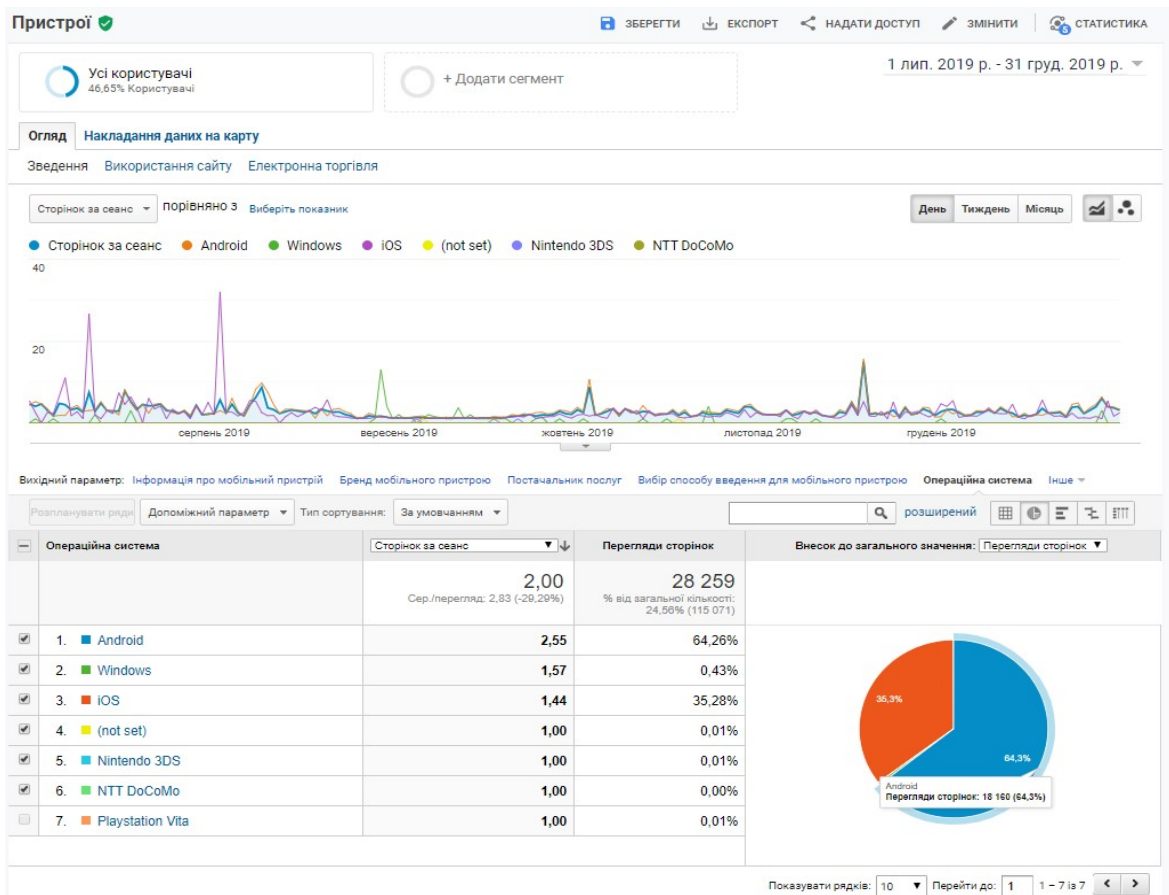 Пристрої
ЗБЕРЕГТИ ЕКСПОРТ НАДАТИ ДОСТУП ЗМІНИТИ 5 СТАТИСТИКА
Усі користувачі
46,65% Користувачі
+ Додати сегмент
1 лип. 2019 р. - 31 груд. 2019 р.
Огляд Накладання даних на карту
Зведення Використання сайту Електронна торгівля
Сторінок за сеанс порівняно з Виберіть показник
День Тиждень Місяць
Сторінок за сеанс Android Windows iOS (not set) Nintendo 3DS NTT DoCoMo
40
20
серпень 2019 вересень 2019 жовтень 2019 листопад 2019 грудень 2019
Вихідний параметр: Інформація про мобільний пристрій Бренд мобільного пристрою Постачальник послуг Вибір способу введення для мобільного пристрою Операційна система Інше
Розпланувати ряди Допоміжний параметр Тип сортування: За умовчанням розширений
Операційна система Сторінок за сеанс Перегляди сторінок Внесок до загального значення: Перегляди сторінок
2,00 28 259
Сер./перегляд: 2,83 (-29,29%) % від загальної кількості:
24,56% (115 071)
1. Android 2,55 64,26%
2. Windows 1,57 0,43%
3. iOS 1,44 35,28%
4. (not set) 1,00 0,01%
5. Nintendo 3DS 1,00 0,01%
6. NTT DoCoMo 1,00 0,00%
7. Playstation Vita 1,00 0,01%
35,3%
64,3%
Android
Перегляди сторінок: 18 160 (64,3%)
Показувати рядків: 10 Перейти до: 1 1 – 7 із 7